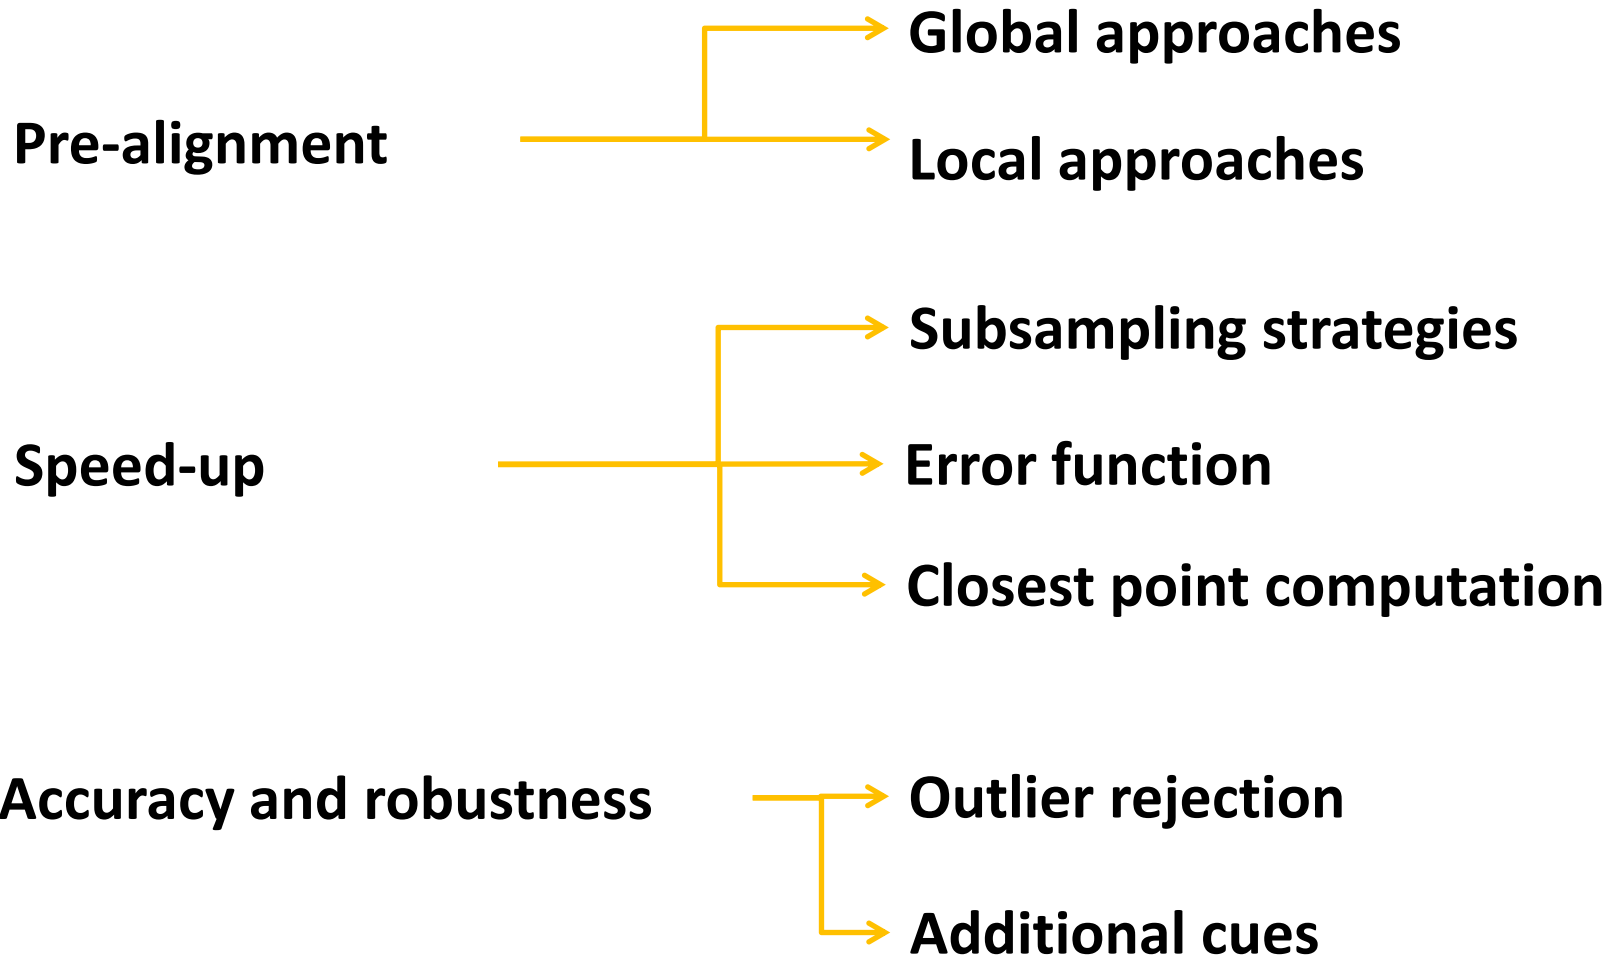 Pre-alignment
Global approaches
Local approaches
Speed-up
Subsampling strategies
Error function
Closest point computation
Accuracy and robustness
Outlier rejection
Additional cues